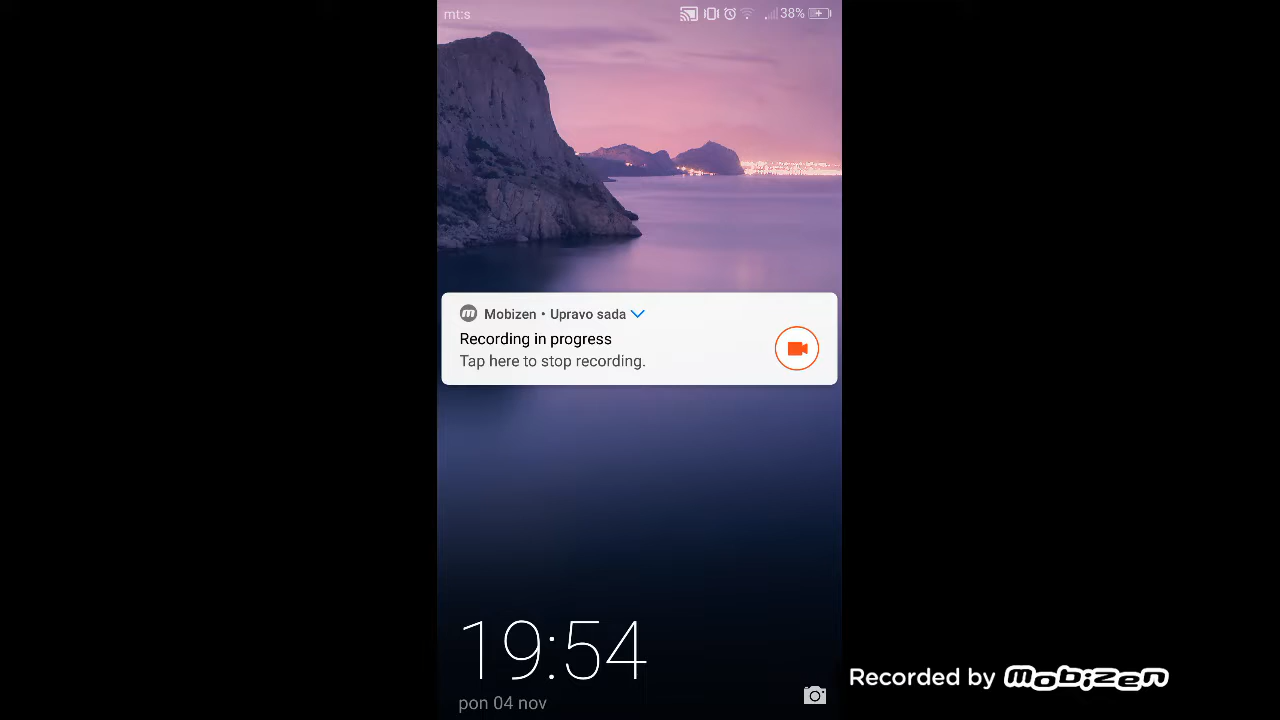 mt:s
38%
Mobizen • Upravo sada
Recording in progress
Tap here to stop recording.
19:54
pon 04 nov
Recorded by mobizen